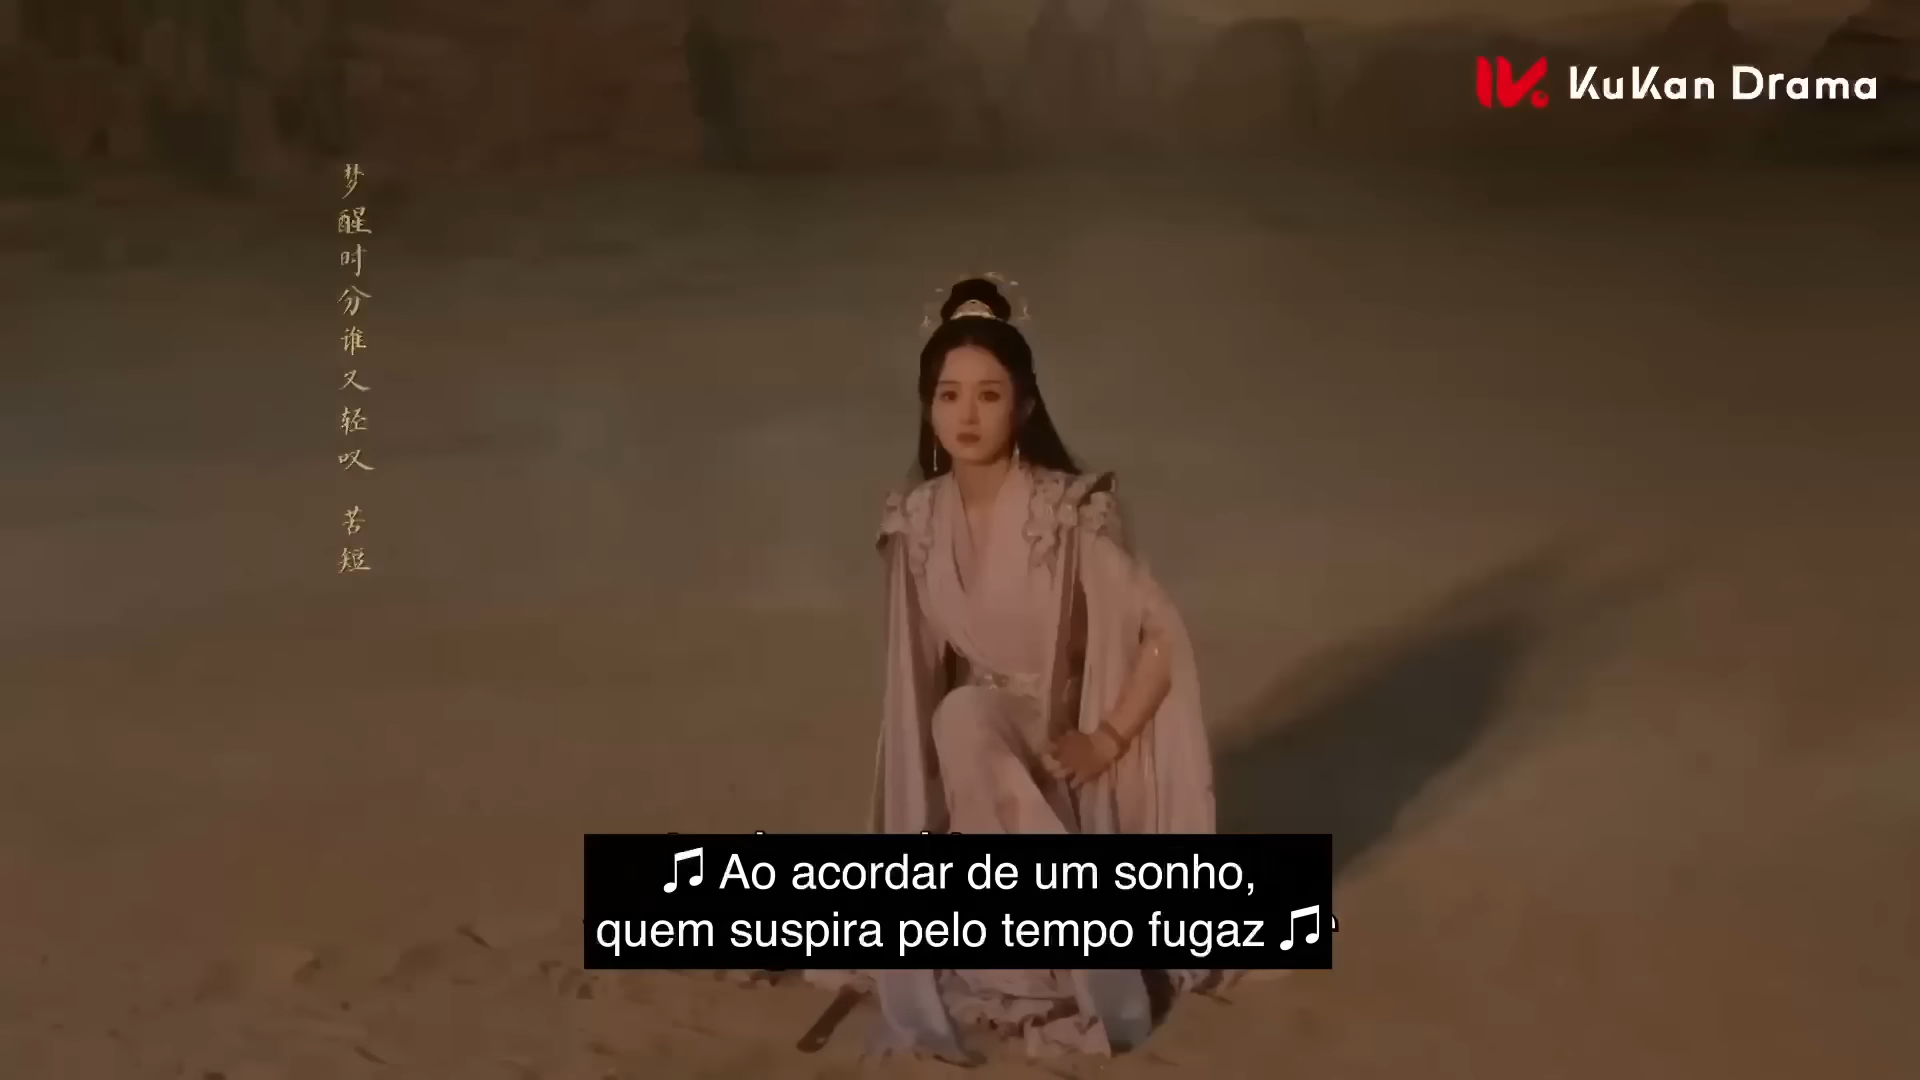 KuKan Drama
梦醒时分谁又轻叹 苦短
♫ Ao acordar de um sonho,
quem suspira pelo tempo fugaz ♫